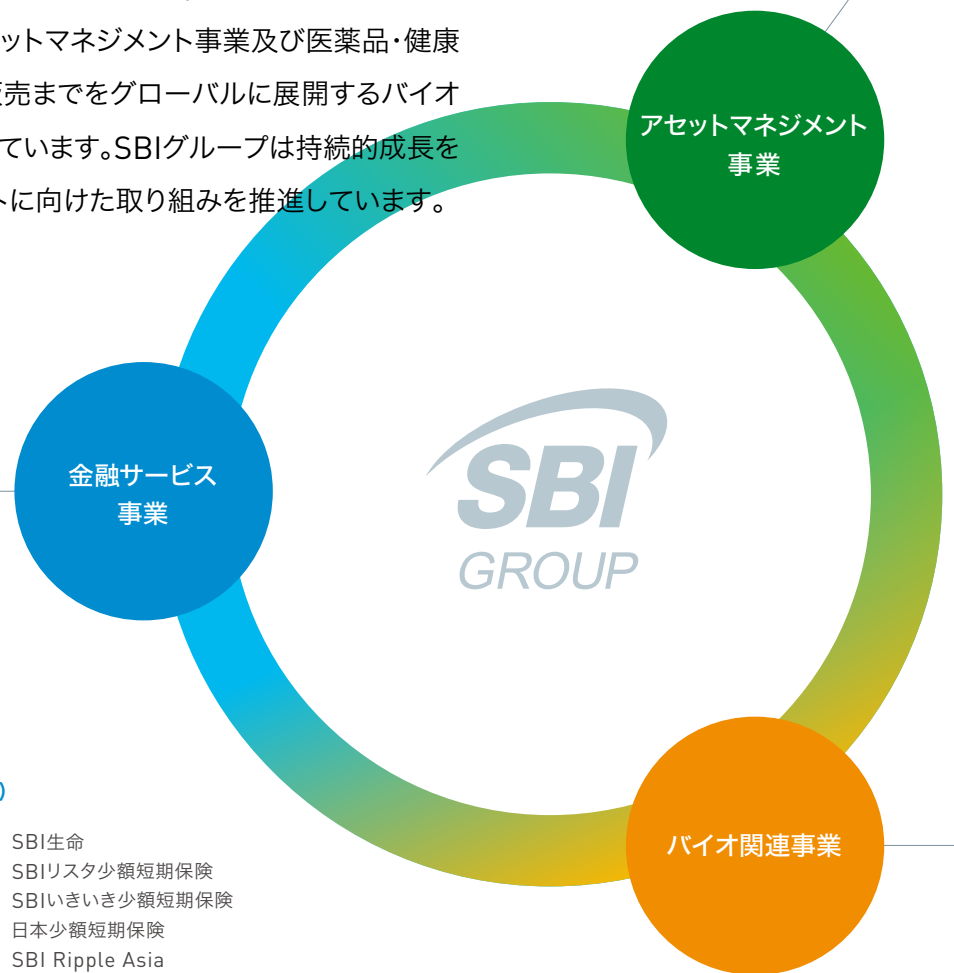 ットマネジメント事業及び医薬品・健康
売までをグローバルに展開するバイオ
ています。SBIグループは持続的成長を
に向けた取り組みを推進しています。
アセットマネジメント
事業
金融サービス
事業
SBI
GROUP
バイオ関連事業
)
SBI生命
SBIリスタ少額短期保険
SBIいきいき少額短期保険
日本少額短期保険
SBI Ripple Asia